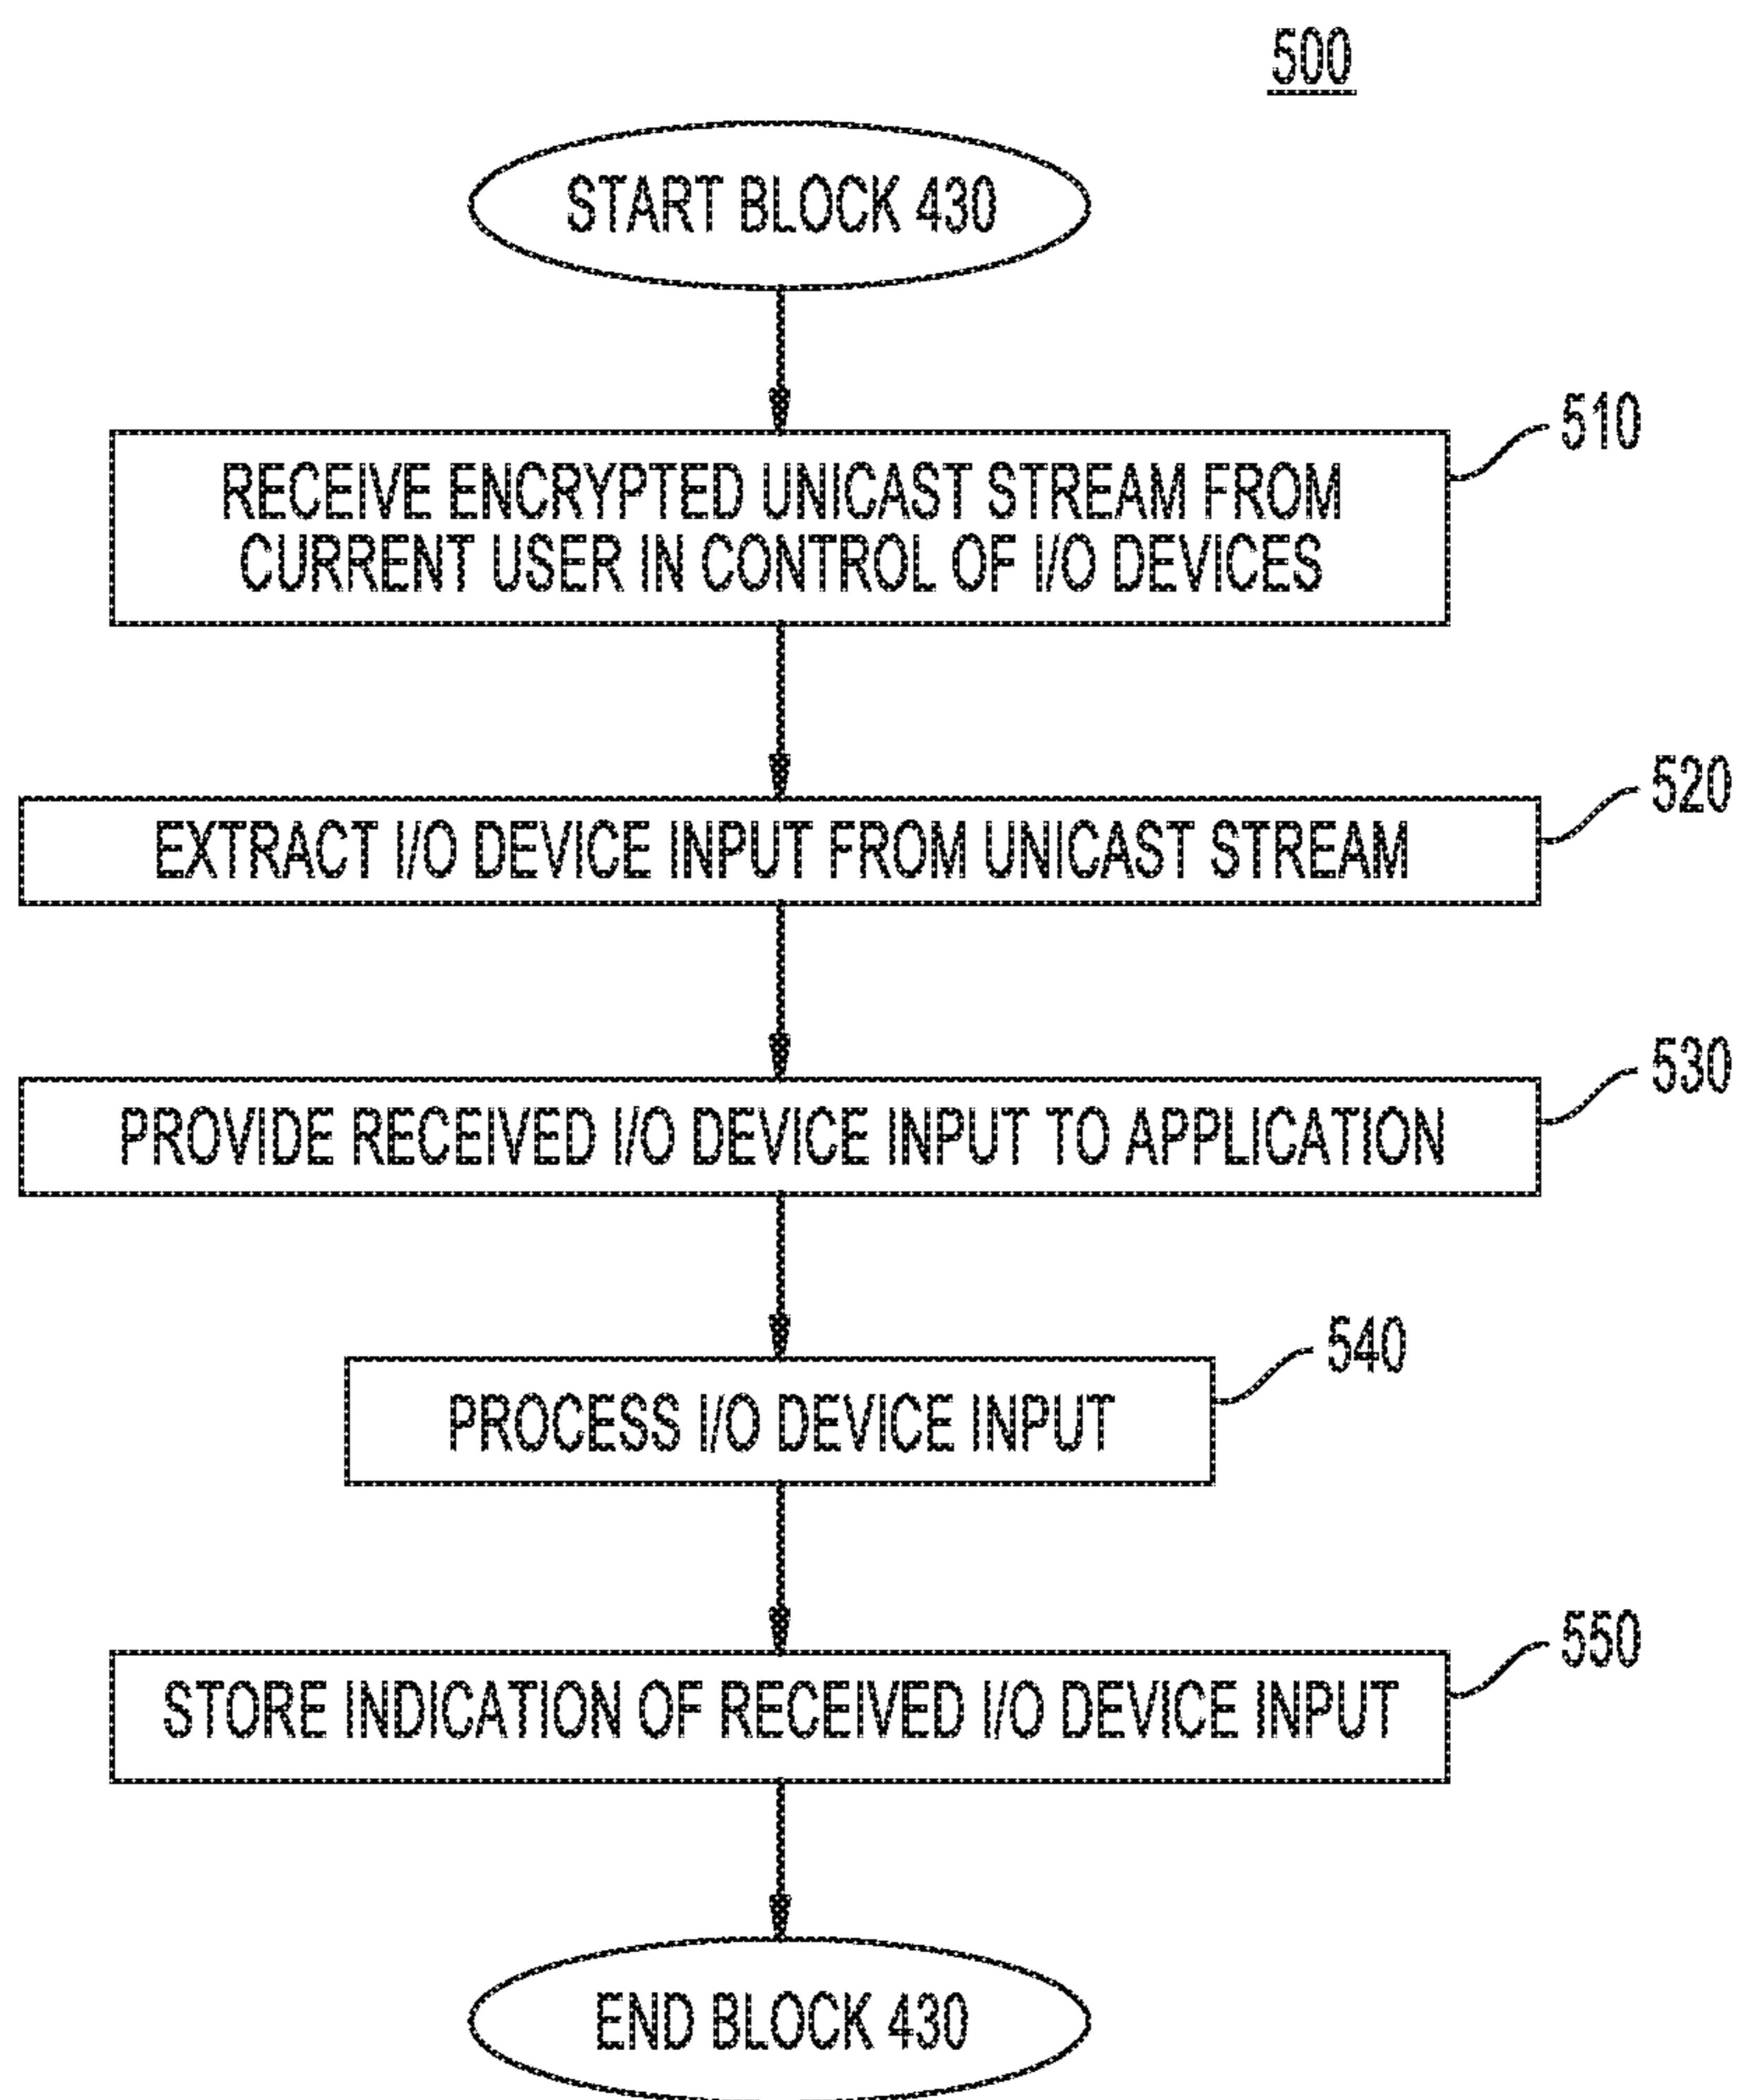 500
START BLOCK 430
510
RECEIVE ENCRYPTED UNICAST STREAM FROM
CURRENT USER IN CONTROL OF I/O DEVICES
520
EXTRACT I/O DEVICE INPUT FROM UNICAST STREAM
530
PROVIDE RECEIVED I/O DEVICE INPUT TO APPLICATION
540
PROCESS I/O DEVICE INPUT
550
STORE INDICATION OF RECEIVED I/O DEVICE INPUT
END BLOCK 430